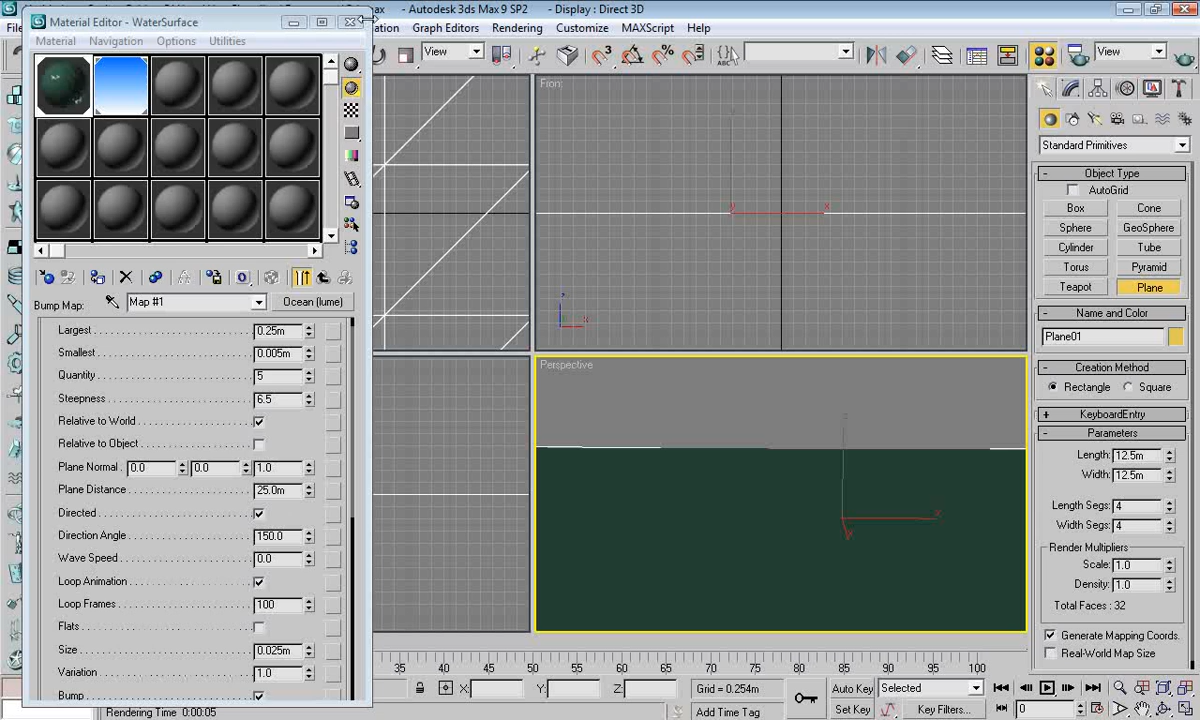 Material Editor - WaterSurface
ax - Autodesk 3ds Max 9 SP2 - Display : Direct 3D
Material Navigation Options Utilities
Fil
ation Graph Editors Rendering Customize MAXScript Help
View
View
Standard Primitives
- Object Type
AutoGrid
Box Cone
Sphere GeoSphere
Cylinder Tube
Torus Pyramid
Teapot Plane
- Name and Color
Plane01
- Creation Method
Rectangle Square
+ KeyboardEntry
- Parameters
Length: 12.5m
Width: 12.5m
Length Segs: 4
Width Segs: 4
Render Multipliers
Scale: 1.0
Density: 1.0
Total Faces : 32
Generate Mapping Coords.
Real-World Map Size
Bump Map: Map #1 Ocean (lume)
Largest 0.25m
Smallest 0.005m
Quantity 5
Steepness 6.5
Relative to World
Relative to Object
Plane Normal 0.0 0.0 1.0
Plane Distance 25.0m
Directed
Direction Angle 150.0
Wave Speed 0.0
Loop Animation
Loop Frames 100
Flats
Size 0.025m
Variation 1.0
Bump
Perspective
x
x
35 40 45 50 55 60 65 70 75 80 85 90 95 100
X: Y: Z: Grid = 0.254m
Auto Key Selected
Add Time Tag
Set Key Key Filters...
0
Rendering Time 0:00:05